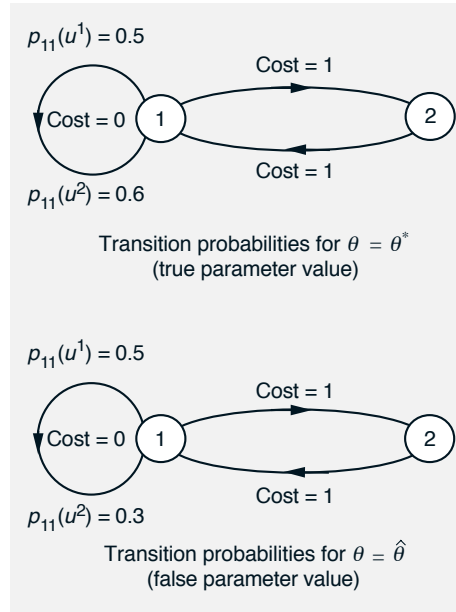 p₁₁(u¹) = 0.5
Cost = 1
Cost = 0
1
2
Cost = 1
p₁₁(u²) = 0.6
Transition probabilities for θ = θ*
(true parameter value)
p₁₁(u¹) = 0.5
Cost = 1
Cost = 0
1
2
Cost = 1
p₁₁(u²) = 0.3
Transition probabilities for θ = θ̂
(false parameter value)